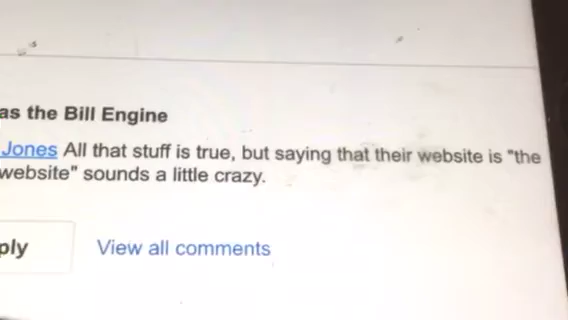 as the Bill Engine
Jones All that stuff is true, but saying that their website is "the
website" sounds a little crazy.
ply
View all comments